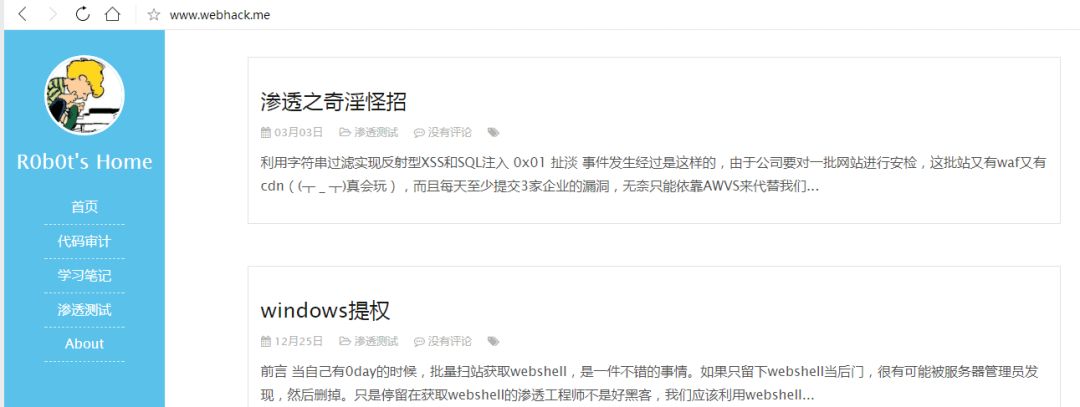 www.webhack.me
R0b0t's Home
首页
代码审计
学习笔记
渗透测试
About
渗透之奇淫怪招
03月03日 渗透测试 没有评论
利用字符串过滤实现反射型XSS和SQL注入 0x01 扯淡 事件发生经过是这样的，由于公司要对一批网站进行安检，这批站又有waf又有
cdn（(┬＿┬)真会玩），而且每天至少提交3家企业的漏洞，无奈只能依靠AWVS来代替我们...
windows提权
12月25日 渗透测试 没有评论
前言 当自己有0day的时候，批量扫站获取webshell，是一件不错的事情。如果只留下webshell当后门，很有可能被服务器管理员发
现，然后删掉。只是停留在获取webshell的渗透工程师不是好黑客，我们应该利用webshell...